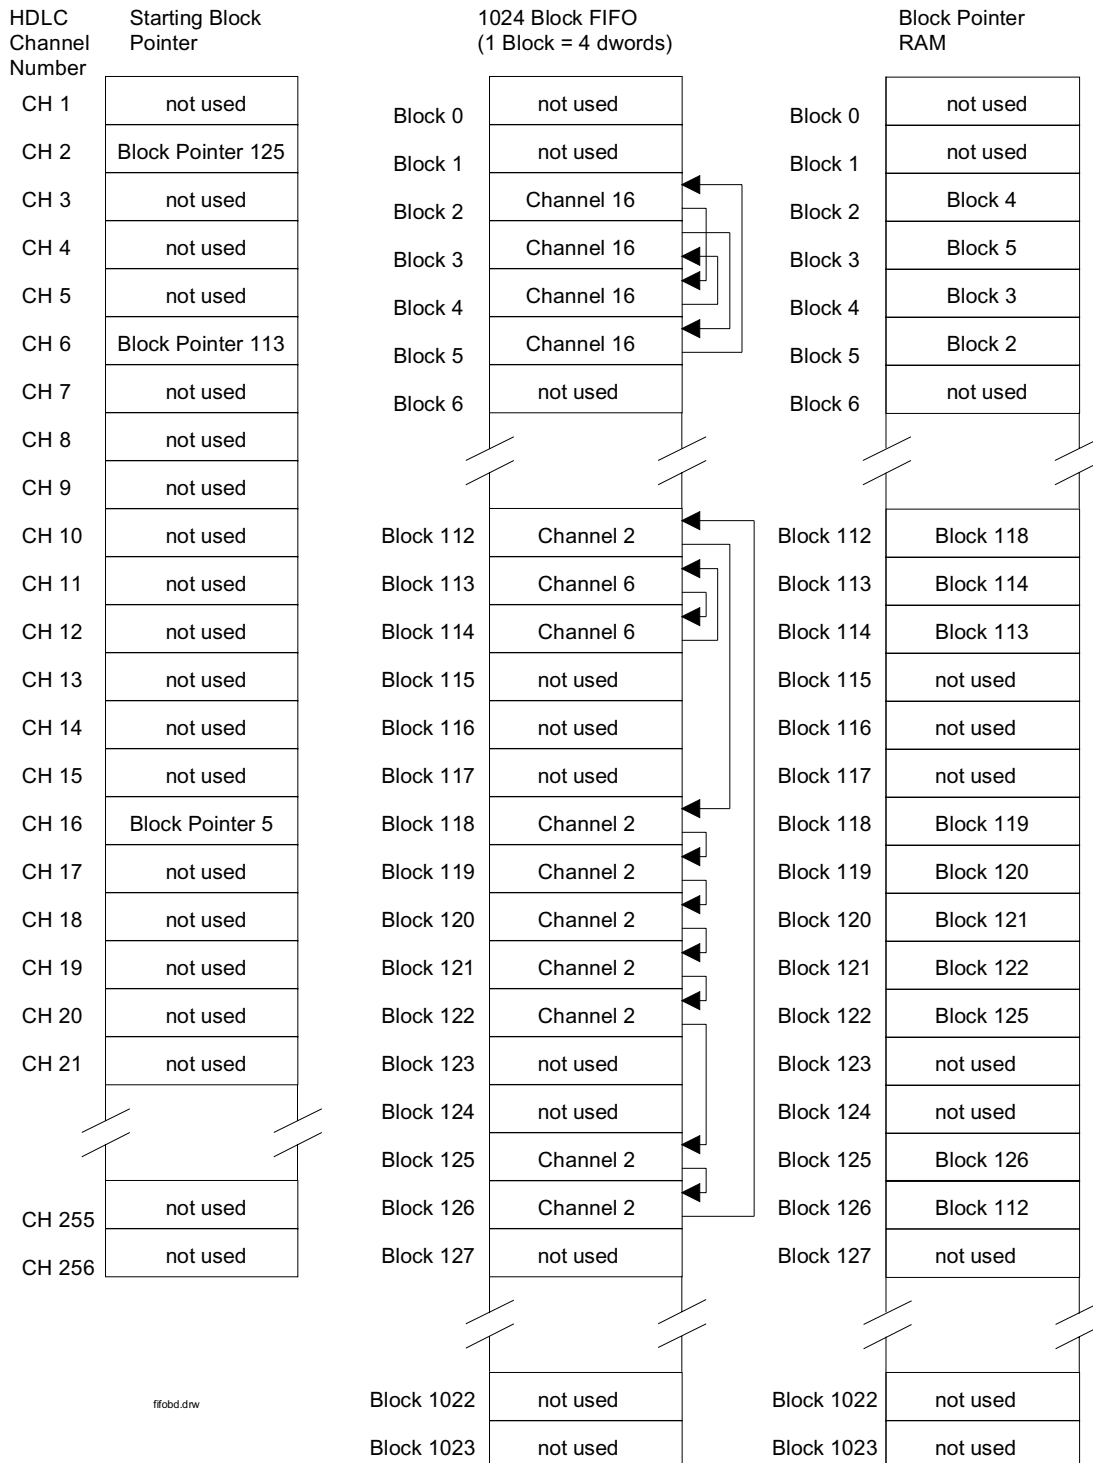 HDLC Channel Number
Starting Block Pointer
1024 Block FIFO
(1 Block = 4 dwords)
Block Pointer RAM
CH 1 not used Block 0 not used Block 0 not used
CH 2 Block Pointer 125 Block 1 not used Block 1 not used
CH 3 not used Block 2 Channel 16 Block 2 Block 4
CH 4 not used Block 3 Channel 16 Block 3 Block 5
CH 5 not used Block 4 Channel 16 Block 4 Block 3
CH 6 Block Pointer 113 Block 5 Channel 16 Block 5 Block 2
CH 7 not used Block 6 not used Block 6 not used
CH 8 not used
CH 9 not used
CH 10 not used Block 112 Channel 2 Block 112 Block 118
CH 11 not used Block 113 Channel 6 Block 113 Block 114
CH 12 not used Block 114 Channel 6 Block 114 Block 113
CH 13 not used Block 115 not used Block 115 not used
CH 14 not used Block 116 not used Block 116 not used
CH 15 not used Block 117 not used Block 117 not used
CH 16 Block Pointer 5 Block 118 Channel 2 Block 118 Block 119
CH 17 not used Block 119 Channel 2 Block 119 Block 120
CH 18 not used Block 120 Channel 2 Block 120 Block 121
CH 19 not used Block 121 Channel 2 Block 121 Block 122
CH 20 not used Block 122 Channel 2 Block 122 Block 125
CH 21 not used Block 123 not used Block 123 not used
Block 124 not used Block 124 not used
Block 125 Channel 2 Block 125 Block 126
CH 255 not used Block 126 Channel 2 Block 126 Block 112
CH 256 not used Block 127 not used Block 127 not used
fifobd.drw Block 1022 not used Block 1022 not used
Block 1023 not used Block 1023 not used